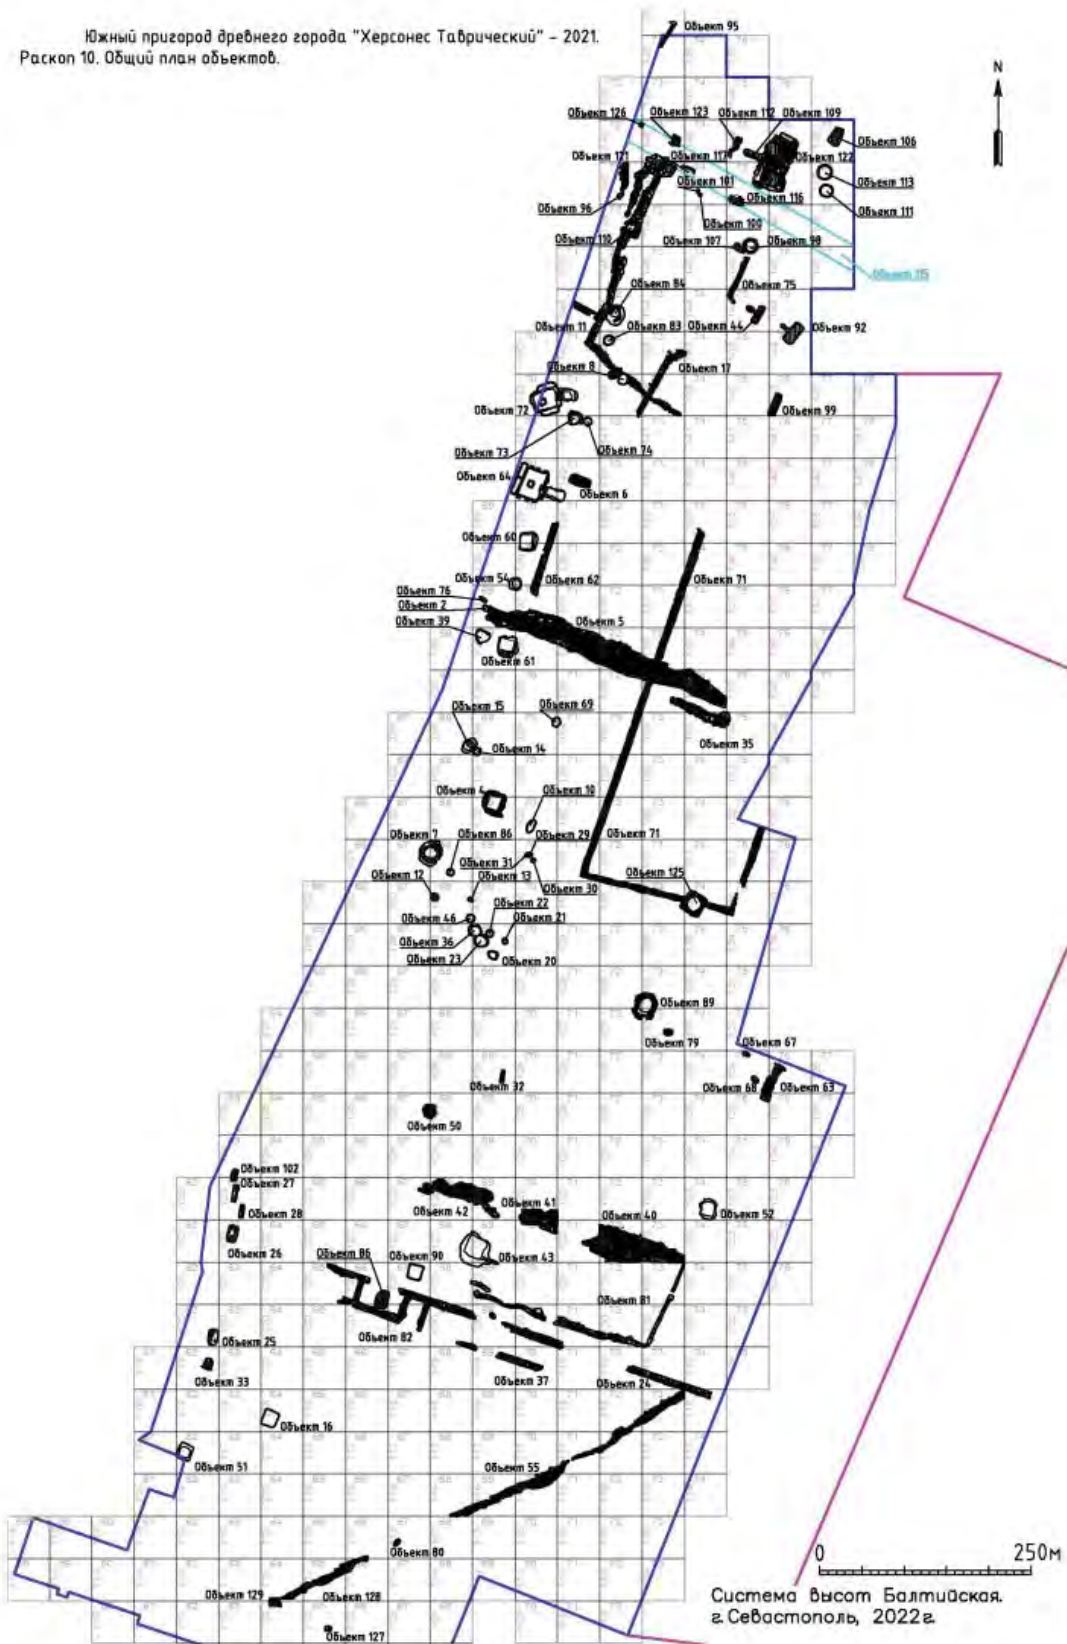 Южный пригород древнего города "Херсонес Таврический" - 2021.
Раскоп 10. Общий план объектов.
Объект 95
N
Объект 126
Объект 123
Объект 112
Объект 109
Объект 106
Объект 121
Объект 117
Объект 122
Объект 113
Объект 101
Объект 116
Объект 111
Объект 96
Объект 100
Объект 110
Объект 107
Объект 98
Объект 115
Объект 84
Объект 75
Объект 11
Объект 83
Объект 44
Объект 92
Объект 8
Объект 17
Объект 72
Объект 99
Объект 73
Объект 74
Объект 64
Объект 6
Объект 60
Объект 54
Объект 62
Объект 71
Объект 76
Объект 2
Объект 39
Объект 5
Объект 61
Объект 15
Объект 69
Объект 14
Объект 35
Объект 4
Объект 10
Объект 7
Объект 86
Объект 29
Объект 71
Объект 31
Объект 12
Объект 13
Объект 30
Объект 125
Объект 22
Объект 46
Объект 21
Объект 36
Объект 23
Объект 20
Объект 89
Объект 79
Объект 67
Объект 32
Объект 68
Объект 63
Объект 50
Объект 102
Объект 27
Объект 28
Объект 42
Объект 41
Объект 40
Объект 52
Объект 26
Объект 86
Объект 90
Объект 43
Объект 81
Объект 25
Объект 82
Объект 33
Объект 37
Объект 24
Объект 16
Объект 51
Объект 55
Объект 80
Объект 129
Объект 128
Объект 127
0 250м
Система высот Балтийская.
г.Севастополь, 2022г.